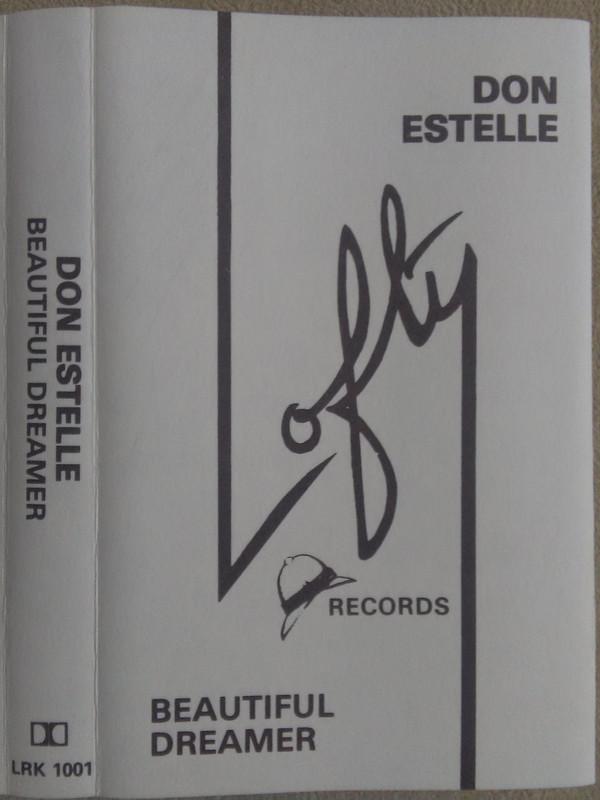 DON ESTELLE
BEAUTIFUL DREAMER
LRK 1001
DON
ESTELLE
Lofty
RECORDS
BEAUTIFUL
DREAMER